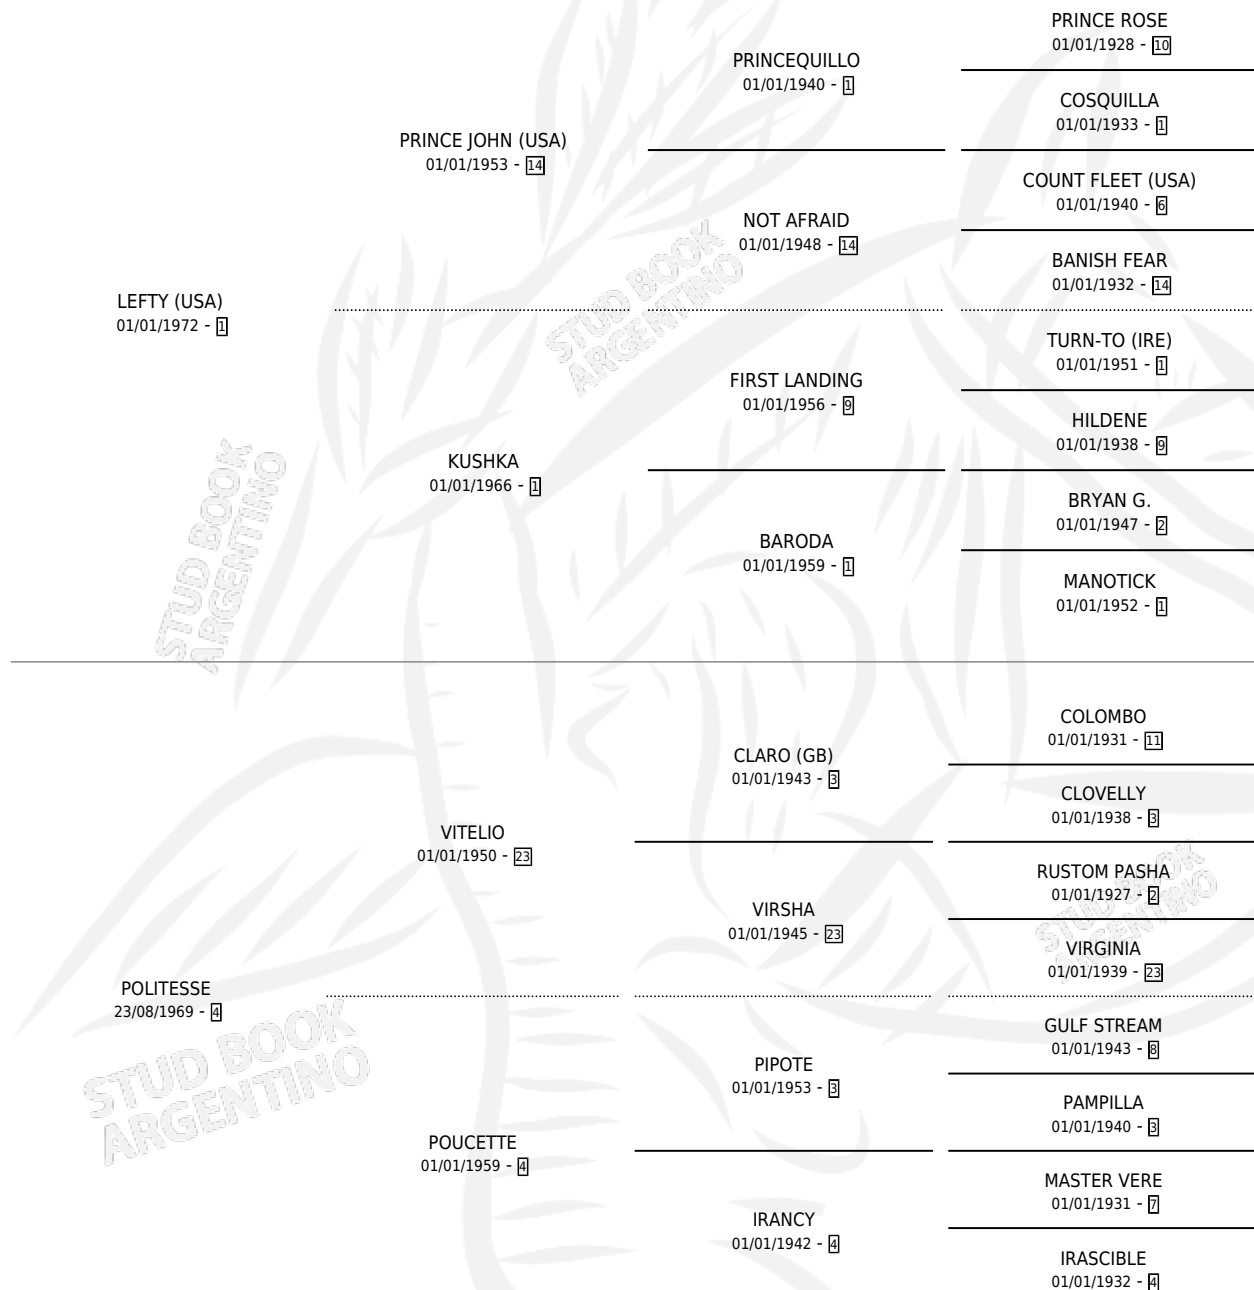 PRINCE ROSE
01/01/1928 - 10
PRINCEQUILLO
01/01/1940 - 1
COSQUILLA
01/01/1933 - 1
PRINCE JOHN (USA)
01/01/1953 - 14
COUNT FLEET (USA)
01/01/1940 - 6
NOT AFRAID
01/01/1948 - 14
BANISH FEAR
01/01/1932 - 14
LEFTY (USA)
01/01/1972 - 1
TURN-TO (IRE)
01/01/1951 - 1
FIRST LANDING
01/01/1956 - 9
HILDENE
01/01/1938 - 9
KUSHKA
01/01/1966 - 1
BRYAN G.
01/01/1947 - 2
BARODA
01/01/1959 - 1
MANOTICK
01/01/1952 - 1
STUD BOOK
ARGENTINO
STUD BOOK
ARGENTINO
COLOMBO
01/01/1931 - 11
CLARO (GB)
01/01/1943 - 3
CLOVELLY
01/01/1938 - 3
VITELIO
01/01/1950 - 23
RUSTOM PASHA
01/01/1927 - 2
VIRSHA
01/01/1945 - 23
VIRGINIA
01/01/1939 - 23
POLITESSE
23/08/1969 - 4
GULF STREAM
01/01/1943 - 8
PIPOTE
01/01/1953 - 3
PAMPILLA
01/01/1940 - 3
POUCETTE
01/01/1959 - 4
MASTER VERE
01/01/1931 - 7
IRANCY
01/01/1942 - 4
IRASCIBLE
01/01/1932 - 4
STUD BOOK
ARGENTINO
STUD BOOK
ARGENTINO